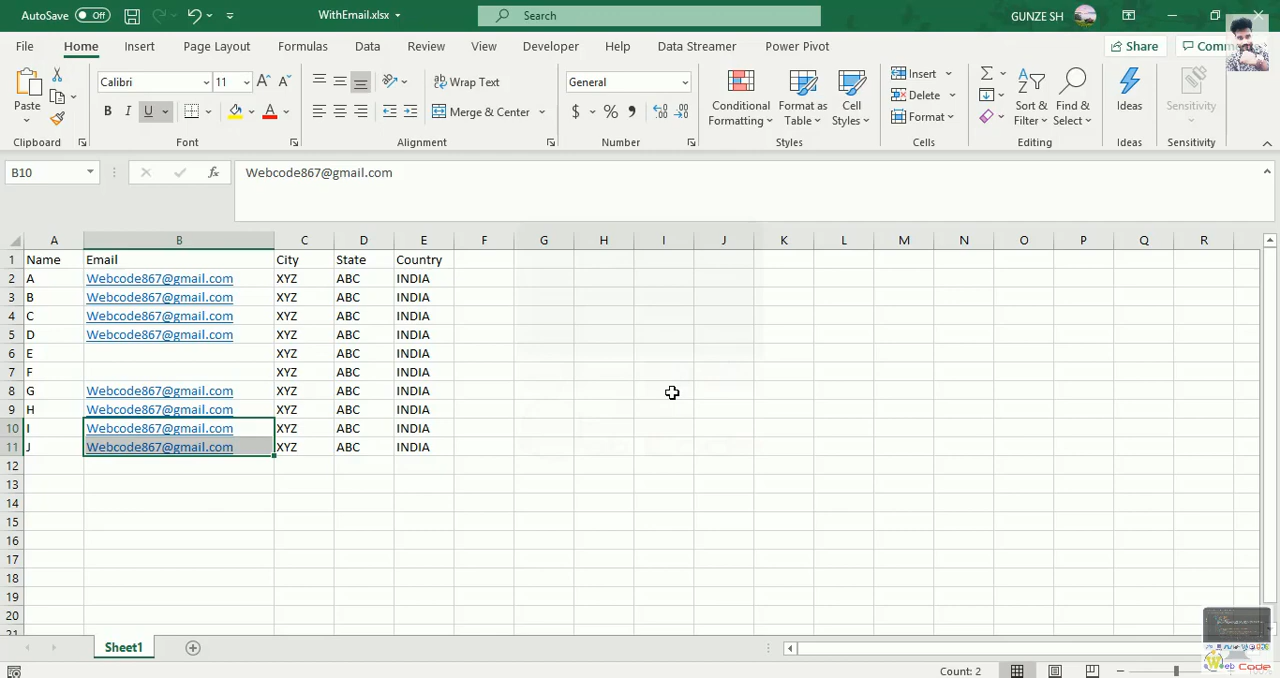 AutoSave Off WithEmail.xlsx Search GUNZE SH
File Home Insert Page Layout Formulas Data Review View Developer Help Data Streamer Power Pivot Share
Paste Calibri 11 Wrap Text General Conditional Formatting Format as Table Cell Styles Insert Sort & Filter Find & Select Ideas Sensitivity
B I U Merge & Center $ % Delete
Format
Clipboard Font Alignment Number Styles Cells Editing Ideas Sensitivity
B10 fx Webcode867@gmail.com
A B C D E F G H I J K L M N O P Q R
1 Name Email City State Country
2 A Webcode867@gmail.com XYZ ABC INDIA
3 B Webcode867@gmail.com XYZ ABC INDIA
4 C Webcode867@gmail.com XYZ ABC INDIA
5 D Webcode867@gmail.com XYZ ABC INDIA
6 E XYZ ABC INDIA
7 F XYZ ABC INDIA
8 G Webcode867@gmail.com XYZ ABC INDIA
9 H Webcode867@gmail.com XYZ ABC INDIA
10 I Webcode867@gmail.com XYZ ABC INDIA
11 J Webcode867@gmail.com XYZ ABC INDIA
12
13
14
15
16
17
18
19
20
21
Sheet1
Count: 2
Web Code